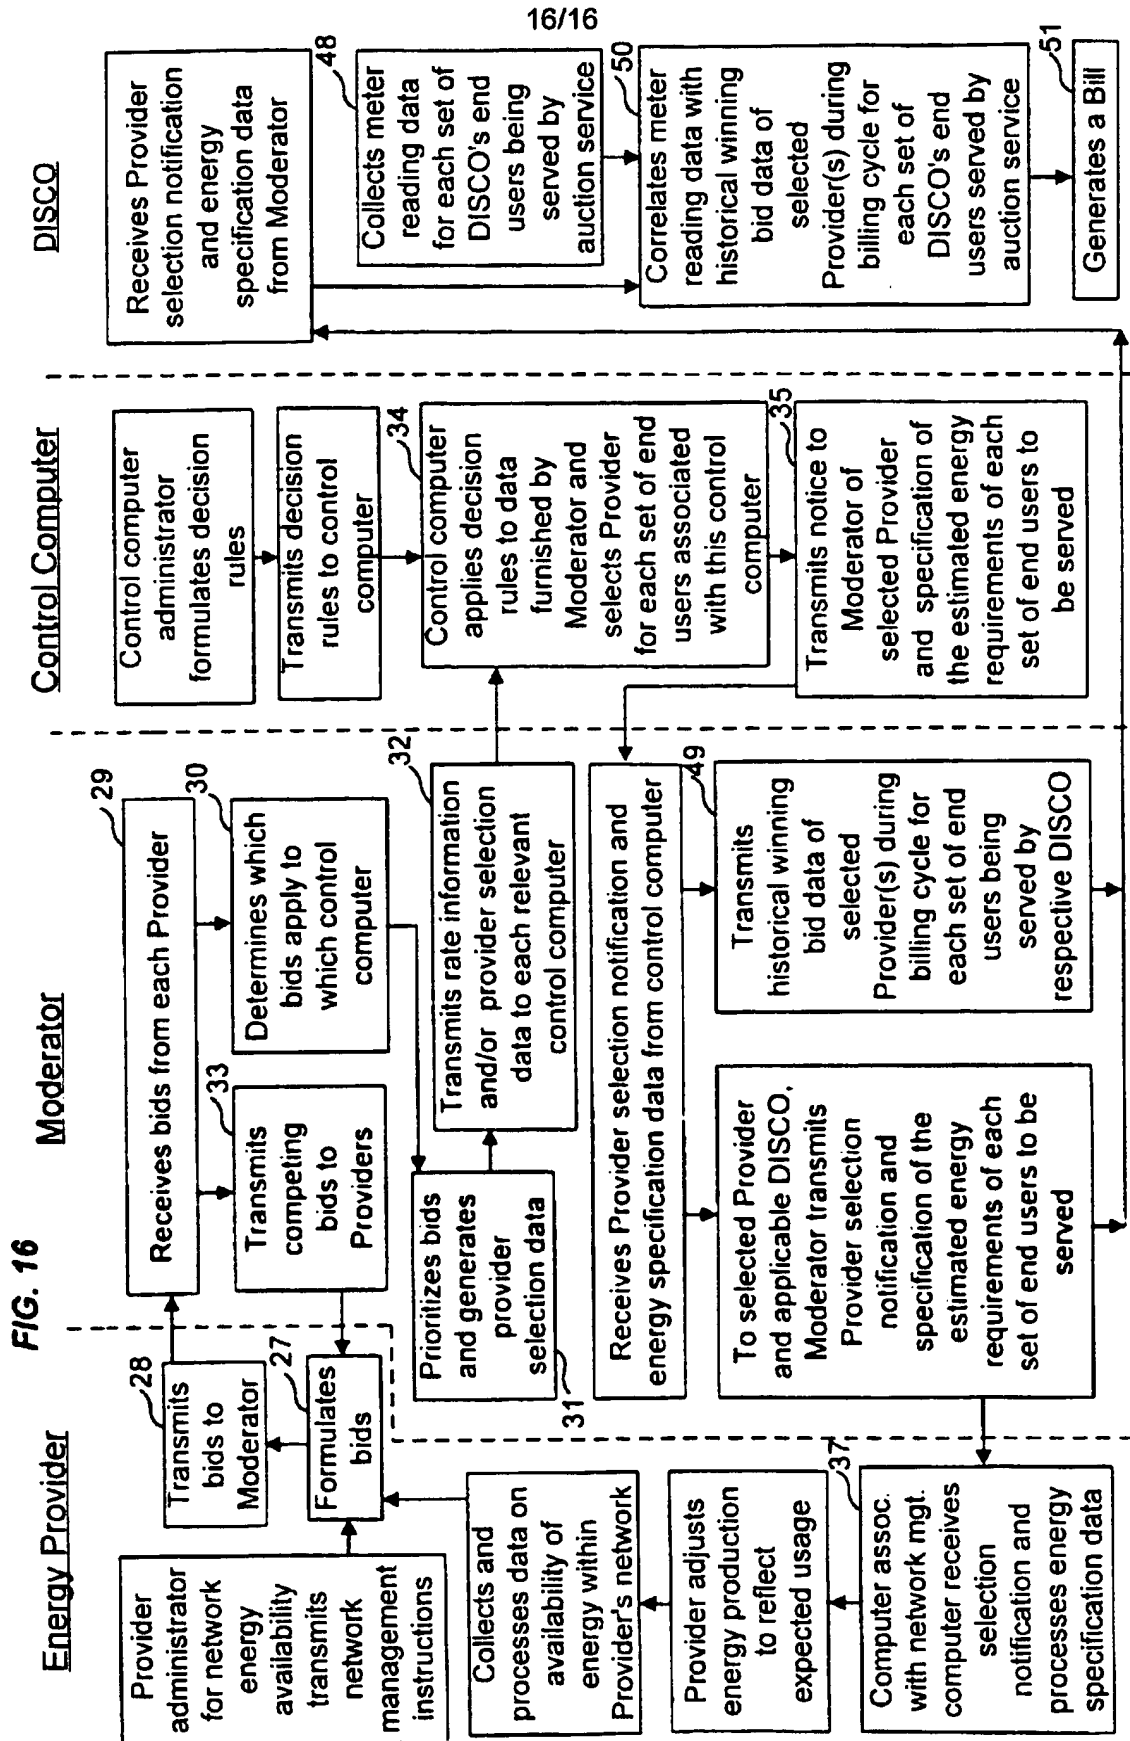 16/16
FIG. 16
Energy Provider
Provider
administrator
for network
energy
availability
transmits
network
management
instructions
28
Transmits
bids to
Moderator
27
Formulates
bids
Collects and
processes data on
availability of
energy within
Provider's network
Provider adjusts
energy production
to reflect
expected usage
37
Computer assoc.
with network mgt.
computer receives
selection
notification and
processes energy
specification data
Moderator
29
Receives bids from each Provider
33
Transmits
competing
bids to
Providers
30
Determines which
bids apply to
which control
computer
31
Prioritizes bids
and generates
provider
selection data
32
Transmits rate information
and/or provider selection
data to each relevant
control computer
Receives Provider selection notification and
energy specification data from control computer
To selected Provider
and applicable DISCO,
Moderator transmits
Provider selection
notification and
specification of the
estimated energy
requirements of each
set of end users to be
served
49
Transmits
historical winning
bid data of
selected
Provider(s) during
billing cycle for
each set of end
users being
served by
respective DISCO
Control Computer
Control computer
administrator
formulates decision
rules
Transmits decision
rules to control
computer
34
Control computer
applies decision
rules to data
furnished by
Moderator and
selects Provider
for each set of end
users associated
with this control
computer
35
Transmits notice to
Moderator of
selected Provider
and specification of
the estimated energy
requirements of each
set of end users to
be served
DISCO
Receives Provider
selection notification
and energy
specification data
from Moderator
48
Collects meter
reading data
for each set of
DISCO's end
users being
served by
auction service
50
Correlates meter
reading data with
historical winning
bid data of
selected
Provider(s) during
billing cycle for
each set of
DISCO's end
users served by
auction service
51
Generates a Bill